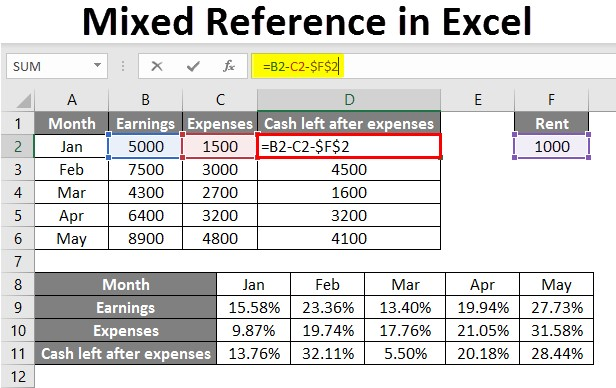 Mixed Reference in Excel
SUM =B2-C2-$F$2
A B C D E F
1 Month Earnings Expenses Cash left after expenses Rent
2 Jan 5000 1500 =B2-C2-$F$2 1000
3 Feb 7500 3000 4500
4 Mar 4300 2700 1600
5 Apr 6400 3200 3200
6 May 8900 4800 4100
7
8 Month Jan Feb Mar Apr May
9 Earnings 15.58% 23.36% 13.40% 19.94% 27.73%
10 Expenses 9.87% 19.74% 17.76% 21.05% 31.58%
11 Cash left after expenses 13.76% 32.11% 5.50% 20.18% 28.44%
12